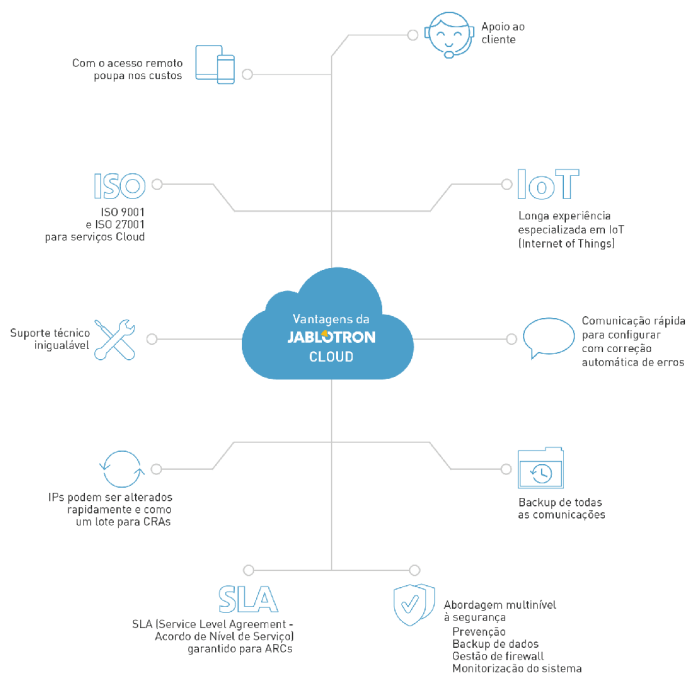 Apoio ao
cliente
Com o acesso remoto
poupa nos custos
ISO
ISO 9001
e ISO 27001
para serviços Cloud
IoT
Longa experiência
especializada em IoT
(Internet of Things)
Vantagens da
JABLOTRON
CLOUD
Suporte técnico
inigualável
Comunicação rápida
para configurar
com correção
automática de erros
IPs podem ser alterados
rapidamente e como
um lote para CRAs
Backup de todas
as comunicações
SLA
SLA (Service Level Agreement -
Acordo de Nível de Serviço)
garantido para ARCs
Abordagem multinível
à segurança
Prevenção
Backup de dados
Gestão de firewall
Monitorização do sistema